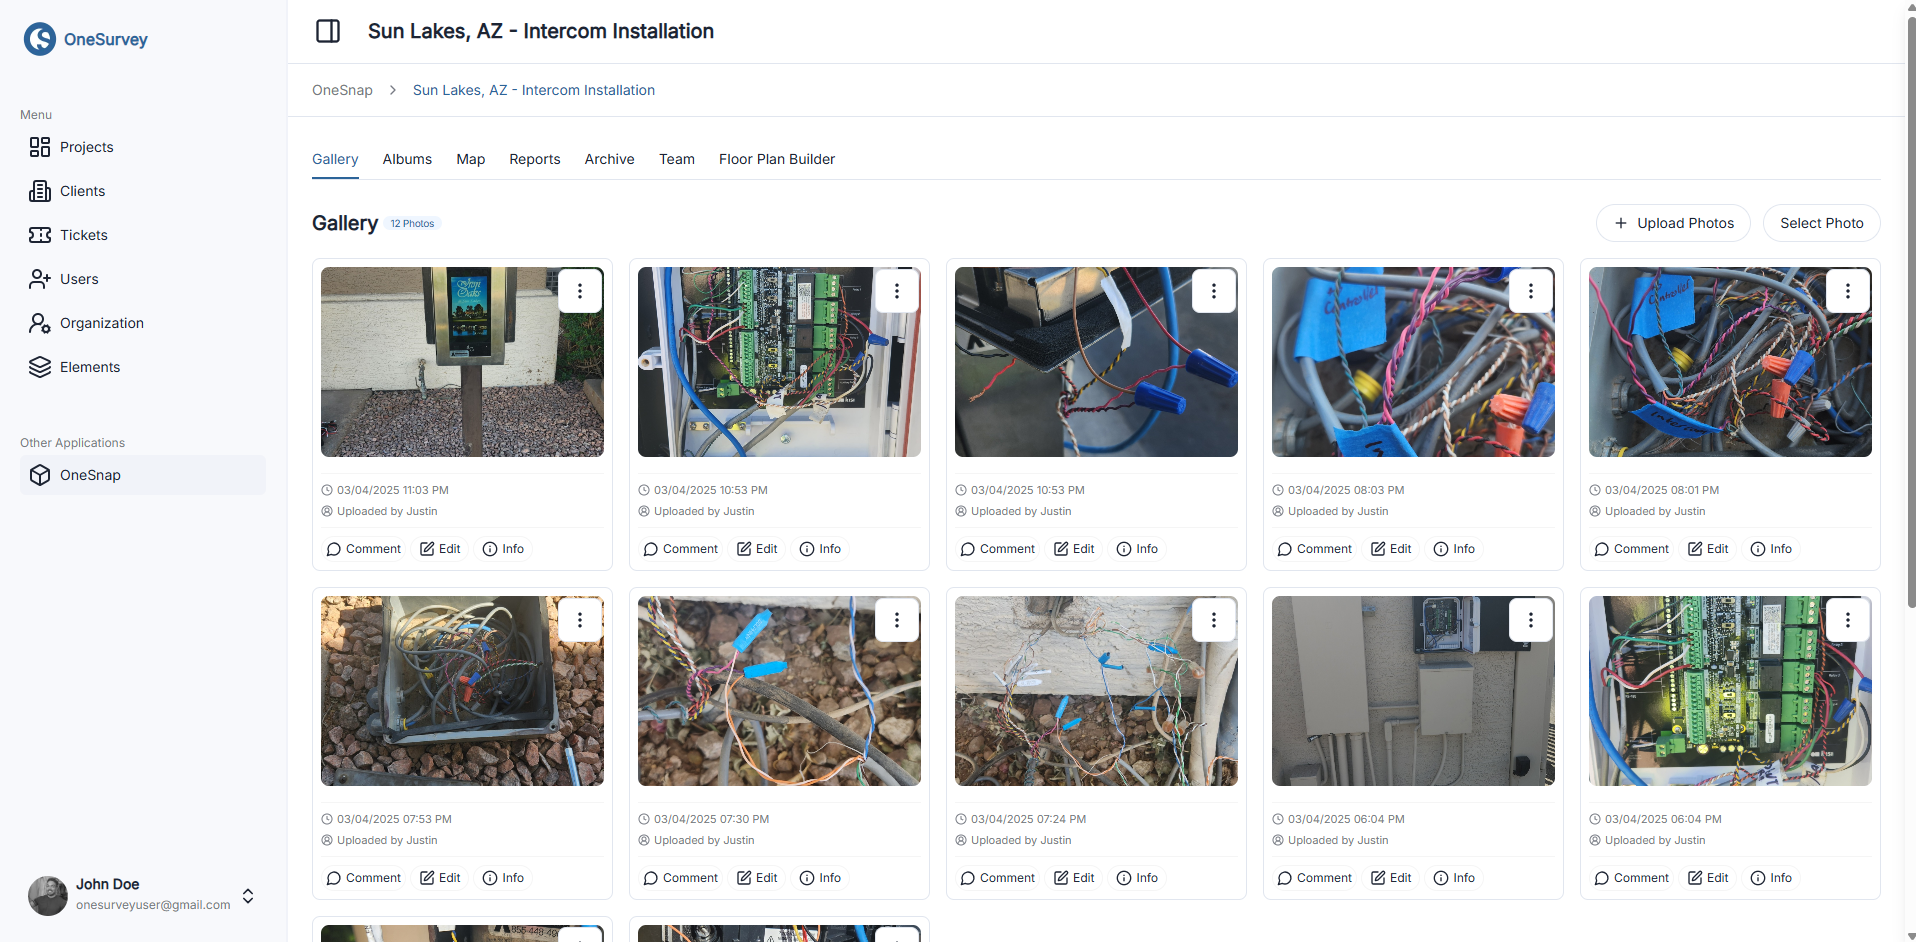 OneSurvey
Sun Lakes, AZ - Intercom Installation
OneSnap
Sun Lakes, AZ - Intercom Installation
Menu
Projects
Clients
Tickets
Users
Organization
Elements
Other Applications
OneSnap
John Doe
onesurveyuser@gmail.com
Gallery Albums Map Reports Archive Team Floor Plan Builder
Gallery 12 Photos
Upload Photos Select Photo
03/04/2025 11:03 PM
Uploaded by Justin
Comment Edit Info
03/04/2025 10:53 PM
Uploaded by Justin
Comment Edit Info
03/04/2025 10:53 PM
Uploaded by Justin
Comment Edit Info
03/04/2025 08:03 PM
Uploaded by Justin
Comment Edit Info
03/04/2025 08:01 PM
Uploaded by Justin
Comment Edit Info
03/04/2025 07:53 PM
Uploaded by Justin
Comment Edit Info
03/04/2025 07:30 PM
Uploaded by Justin
Comment Edit Info
03/04/2025 07:24 PM
Uploaded by Justin
Comment Edit Info
03/04/2025 06:04 PM
Uploaded by Justin
Comment Edit Info
03/04/2025 06:04 PM
Uploaded by Justin
Comment Edit Info